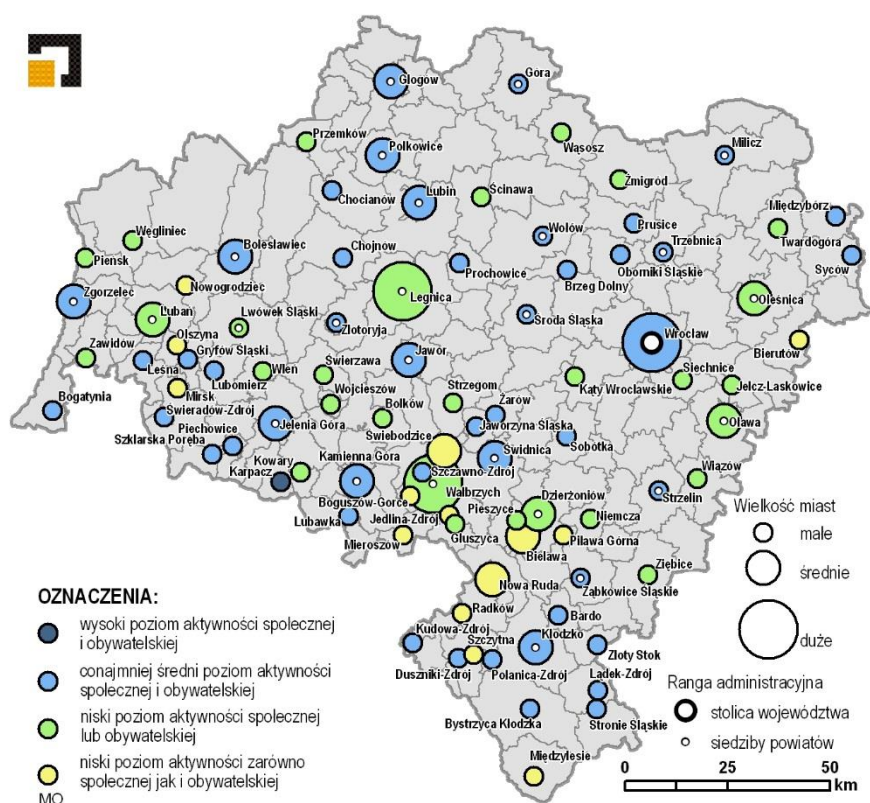 Głogów
Góra
Przemków
Polkowice
Wąsosz
Milicz
Chocianów
Lubin
Ścinawa
Żmigród
Międzybórz
Węgliniec
Bolesławiec
Chojnów
Wołów
Prusice
Trzebnica
Twardogóra
Pieńsk
Prochowice
Brzeg Dolny
Oborniki Śląskie
Syców
Nowogrodziec
Zgorzelec
Legnica
Oleśnica
Lubań
Lwówek Śląski
Złotoryja
Środa Śląska
Wrocław
Olszyna
Zawidów
Gryfów Śląski
Jawor
Bierutów
Leśna
Lubomierz
Wleń
Świerzawa
Siechnice
Mirsk
Wojcieszów
Strzegom
Kąty Wrocławskie
Jelcz-Laskowice
Bogatynia
Świeradów-Zdrój
Bolków
Żarów
Piechowice
Jelenia Góra
Świebodzice
Jaworzyna Śląska
Oława
Szklarska Poręba
Kamienna Góra
Świdnica
Sobótka
Kowary
Szczawno-Zdrój
Karpacz
Wałbrzych
Wiązów
Boguszów-Gorce
Dzierżoniów
Strzelin
Lubawka
Jedlina-Zdrój
Pieszyce
Niemcza
Mieroszów
Głuszyca
Piława Górna
Bielawa
Ziębice
Nowa Ruda
Ząbkowice Śląskie
Radków
Bardo
Kudowa-Zdrój
Szczytna
Kłodzko
Złoty Stok
Duszniki-Zdrój
Polanica-Zdrój
Lądek-Zdrój
Bystrzyca Kłodzka
Stronie Śląskie
Międzylesie
OZNACZENIA:
wysoki poziom aktywności społecznej
i obywatelskiej
conajmniej średni poziom aktywności
społecznej i obywatelskiej
niski poziom aktywności społecznej
lub obywatelskiej
niski poziom aktywności zarówno
społecznej jak i obywatelskiej
MO
Wielkość miast
małe
średnie
duże
Ranga administracyjna
stolica województwa
siedziby powiatów
0 25 50
km